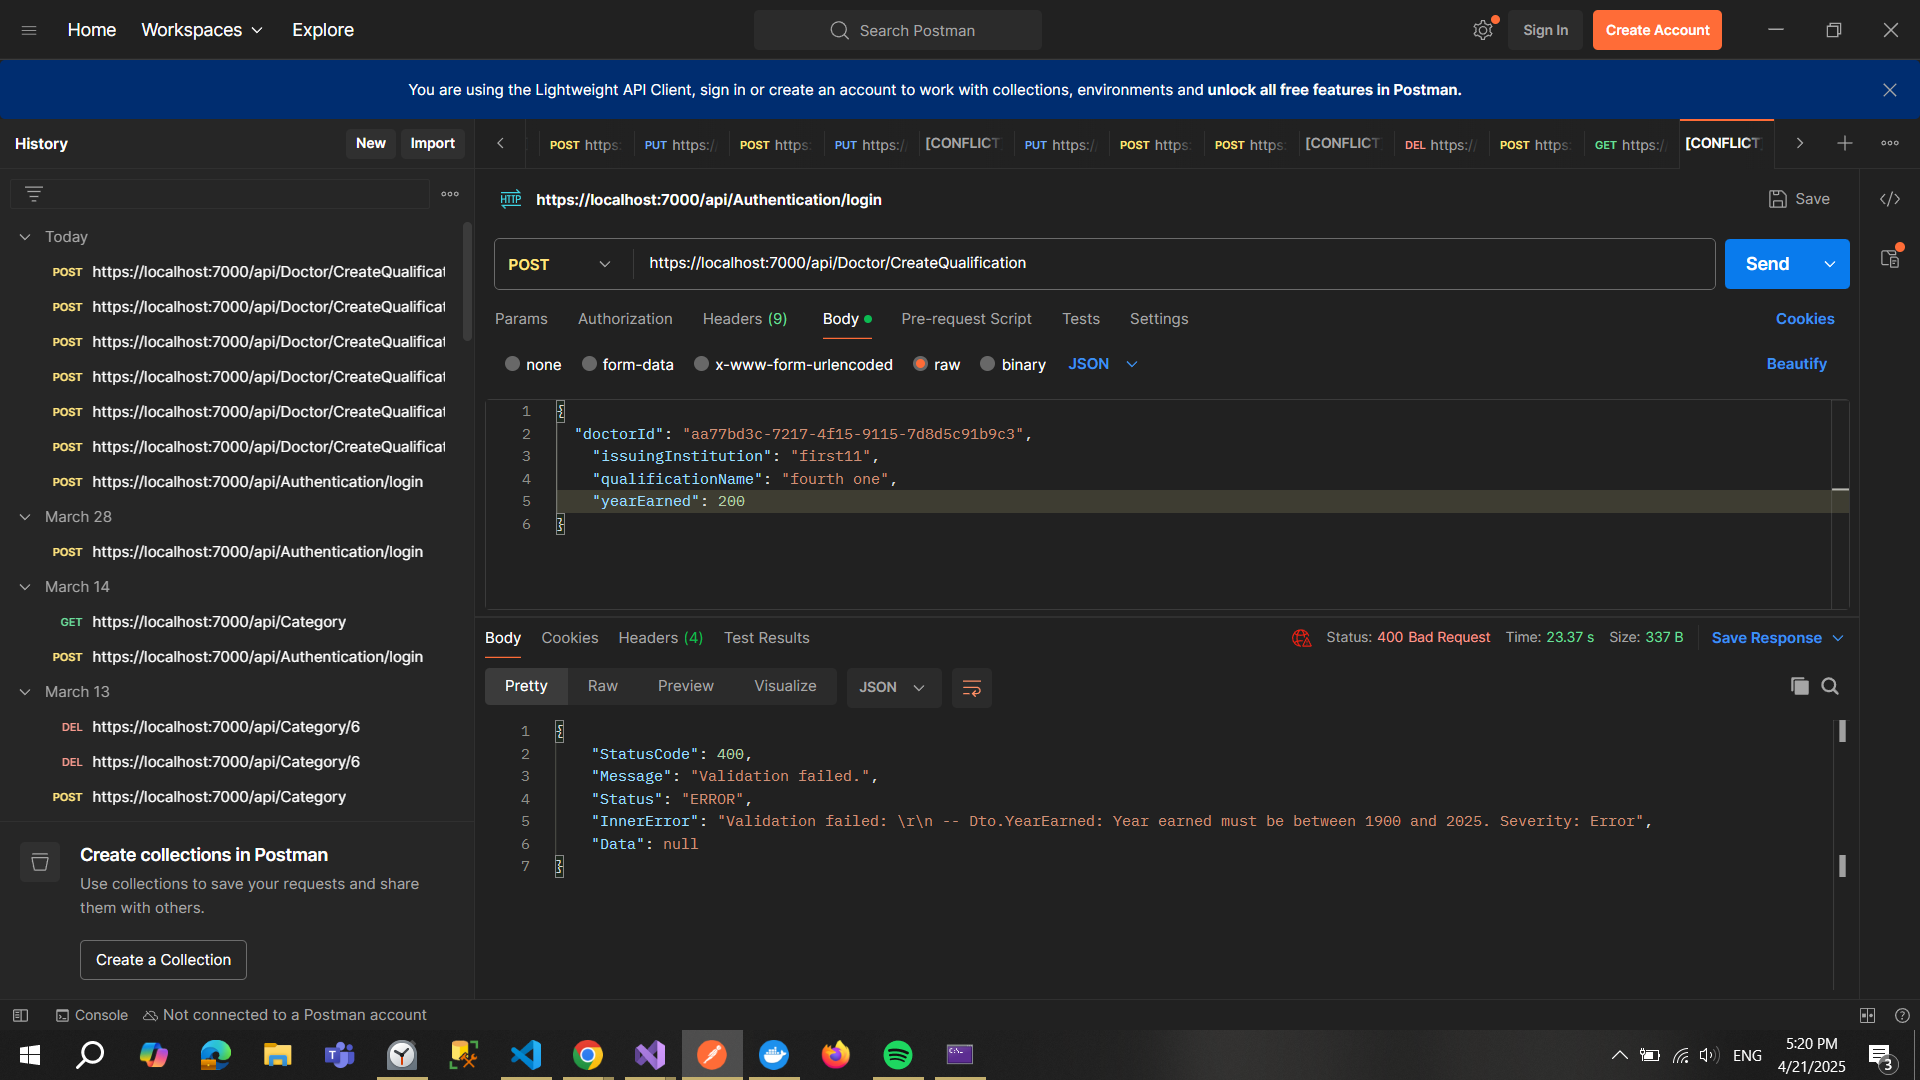 Home Workspaces Explore Search Postman Sign In Create Account
You are using the Lightweight API Client, sign in or create an account to work with collections, environments and unlock all free features in Postman.
History New Import
POST https: PUT https:/ POST https: PUT https:/ [CONFLICT] PUT https:/ POST https: POST https: [CONFLICT] DEL https:/ POST https: GET https:/ [CONFLICT]
HTTP https://localhost:7000/api/Authentication/login Save
POST https://localhost:7000/api/Doctor/CreateQualification Send
Params Authorization Headers (9) Body Pre-request Script Tests Settings Cookies
none form-data x-www-form-urlencoded raw binary JSON Beautify
1 {
2 "doctorId": "aa77bd3c-7217-4f15-9115-7d8d5c91b9c3",
3 "issuingInstitution": "first11",
4 "qualificationName": "fourth one",
5 "yearEarned": 200
6 }
Today
POST https://localhost:7000/api/Doctor/CreateQualificat
POST https://localhost:7000/api/Doctor/CreateQualificat
POST https://localhost:7000/api/Doctor/CreateQualificat
POST https://localhost:7000/api/Doctor/CreateQualificat
POST https://localhost:7000/api/Doctor/CreateQualificat
POST https://localhost:7000/api/Doctor/CreateQualificat
POST https://localhost:7000/api/Authentication/login
March 28
POST https://localhost:7000/api/Authentication/login
March 14
GET https://localhost:7000/api/Category
POST https://localhost:7000/api/Authentication/login
March 13
DEL https://localhost:7000/api/Category/6
DEL https://localhost:7000/api/Category/6
POST https://localhost:7000/api/Category
Create collections in Postman
Use collections to save your requests and share
them with others.
Create a Collection
Body Cookies Headers (4) Test Results Status: 400 Bad Request Time: 23.37 s Size: 337 B Save Response
Pretty Raw Preview Visualize JSON
1 {
2 "StatusCode": 400,
3 "Message": "Validation failed.",
4 "Status": "ERROR",
5 "InnerError": "Validation failed: \r\n -- Dto.YearEarned: Year earned must be between 1900 and 2025. Severity: Error",
6 "Data": null
7 }
Console Not connected to a Postman account
ENG 5:20 PM
4/21/2025
3